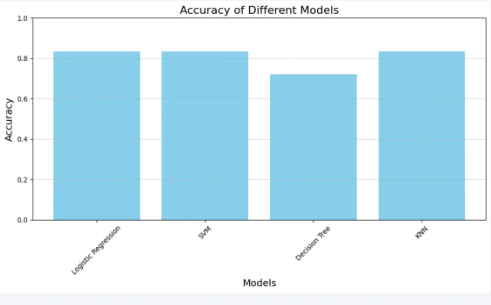 Accuracy of Different Models
Accuracy
1.0
0.8
0.6
0.4
0.2
0.0
Logistic Regression
SVM
Decision Tree
KNN
Models